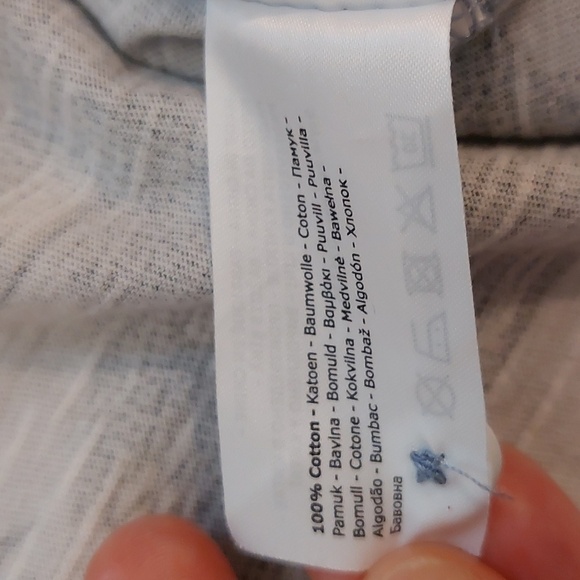 100% Cotton - Katoen - Baumwolle - Coton - Памук -
Pamuk - Bavlna - Bomuld - Βαμβάκι - Puuvill - Puuvilla -
Bomull - Cotone - Kokvilna - Medvilnė - Bawełna -
Algodão - Bumbac - Bombaž - Algodón - Хлопок -
Бавовна